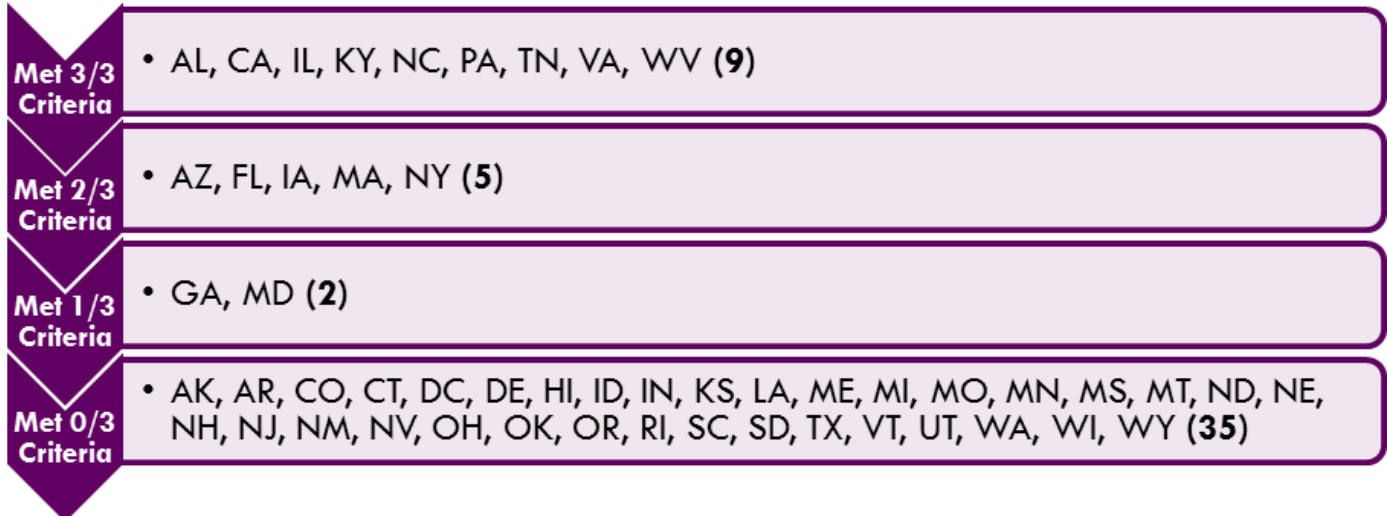 Met 3/3
Criteria
• AL, CA, IL, KY, NC, PA, TN, VA, WV (9)
Met 2/3
Criteria
• AZ, FL, IA, MA, NY (5)
Met 1/3
Criteria
• GA, MD (2)
Met 0/3
Criteria
• AK, AR, CO, CT, DC, DE, HI, ID, IN, KS, LA, ME, MI, MO, MN, MS, MT, ND, NE,
NH, NJ, NM, NV, OH, OK, OR, RI, SC, SD, TX, VT, UT, WA, WI, WY (35)